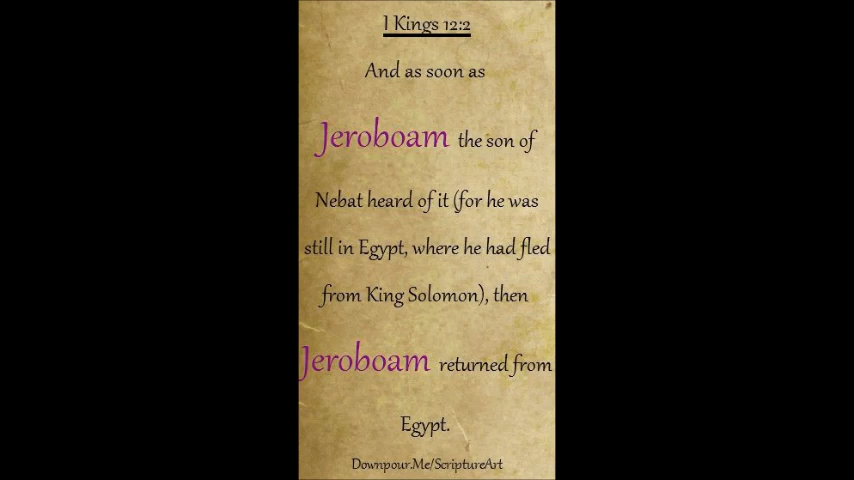 I Kings 12:2
And as soon as
Jeroboam the son of
Nebat heard of it (for he was
still in Egypt, where he had fled
from King Solomon), then
Jeroboam returned from
Egypt.
Downpour.Me/ScriptureArt